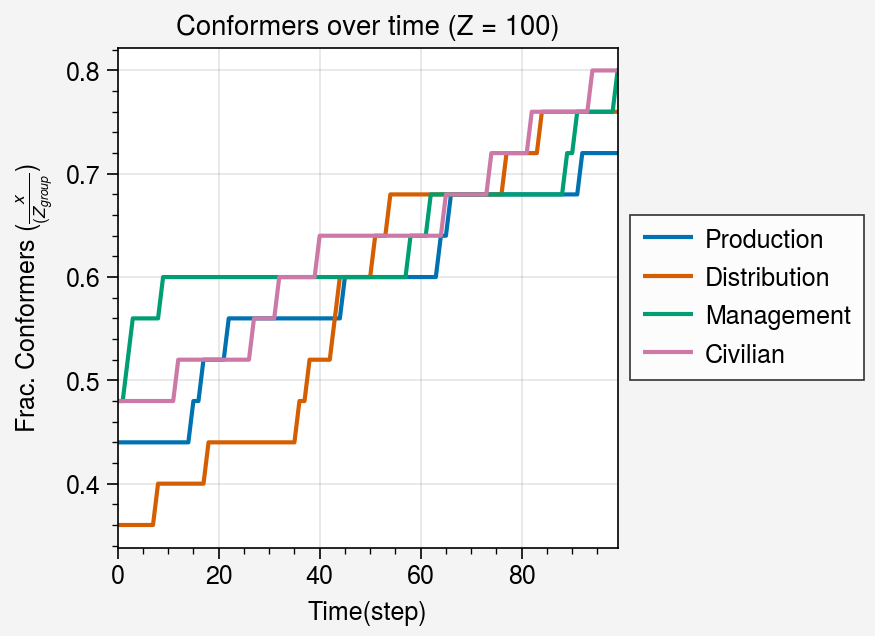 Conformers over time (Z = 100)
Frac. Conformers (x/(Z_group)
0.8
0.7
0.6
0.5
0.4
0 20 40 60 80
Time(step)
Production
Distribution
Management
Civilian